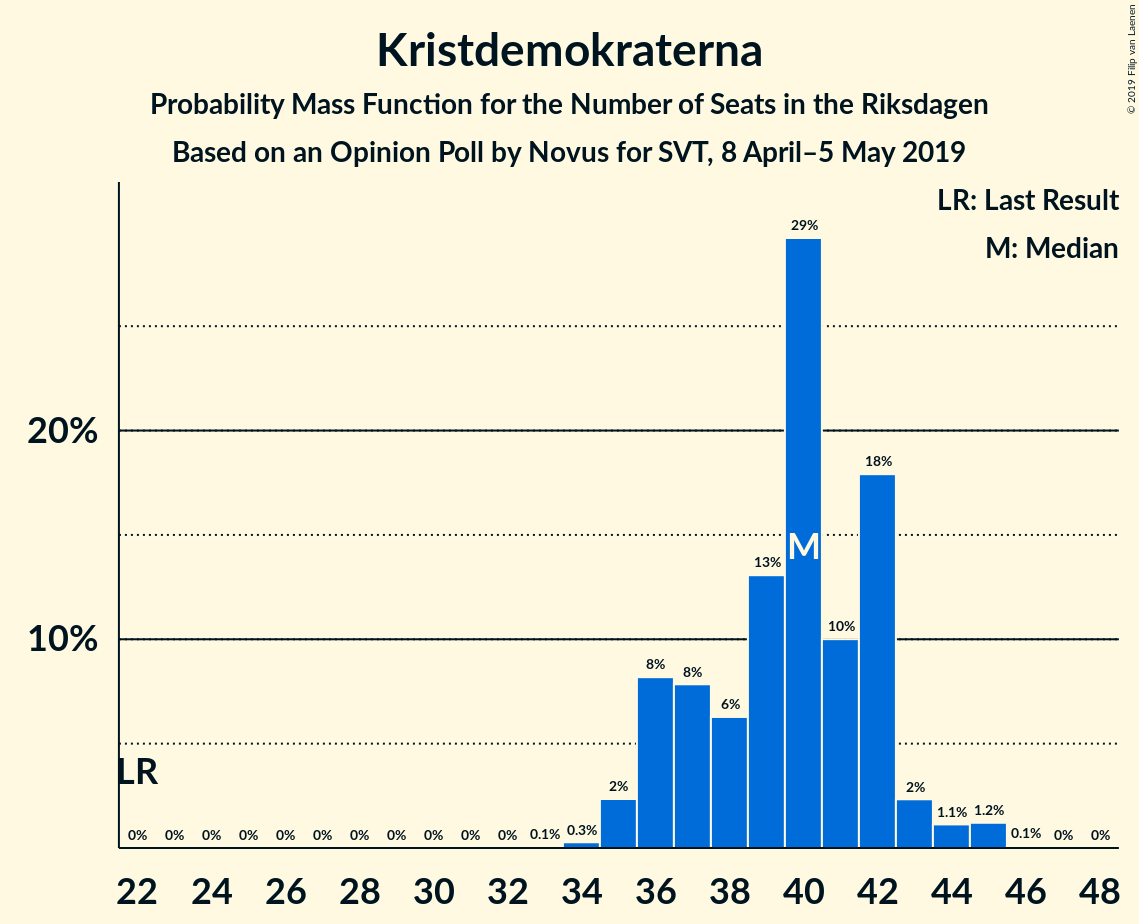 Kristdemokraterna
Probability Mass Function for the Number of Seats in the Riksdagen
Based on an Opinion Poll by Novus for SVT, 8 April–5 May 2019
© 2019 Filip van Laenen
LR: Last Result
M: Median
20%
10%
LR
M
0% 0% 0% 0% 0% 0% 0% 0% 0% 0% 0% 0.1% 0.3% 2% 8% 8% 6% 13% 29% 10% 18% 2% 1.1% 1.2% 0.1% 0% 0%
22 24 26 28 30 32 34 36 38 40 42 44 46 48